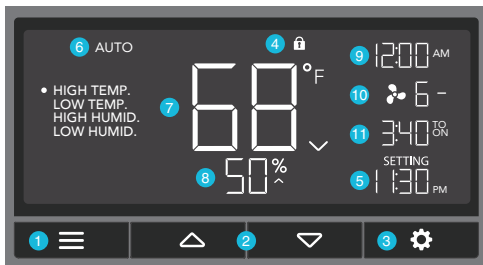 6 AUTO
4
9 12:00 AM
• HIGH TEMP.
LOW TEMP.
HIGH HUMID.
LOW HUMID.
7 68 °F
10 6 -
11 3:40 TO ON
8 50 %
SETTING
5 11:30 PM
1
2
3